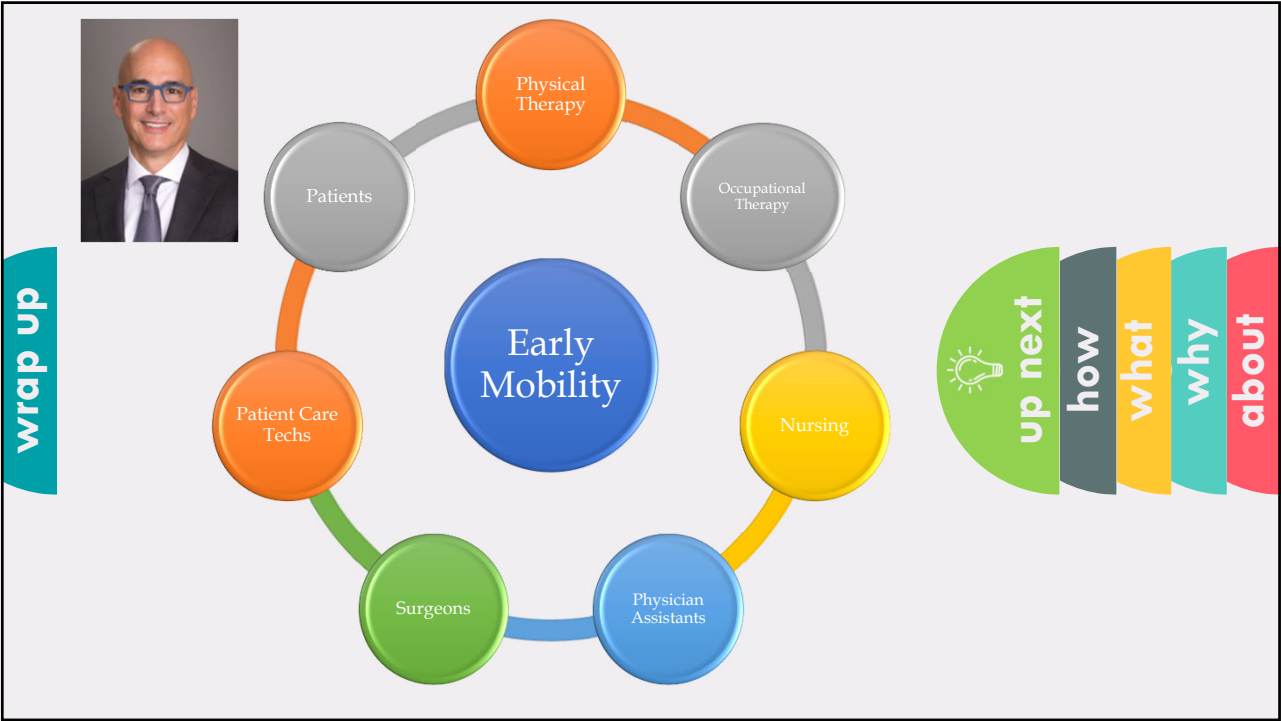 Physical
Therapy
Occupational
Therapy
Nursing
Physician
Assistants
Surgeons
Patient Care
Techs
Patients
Early
Mobility
wrap up
up next
how
what
why
about